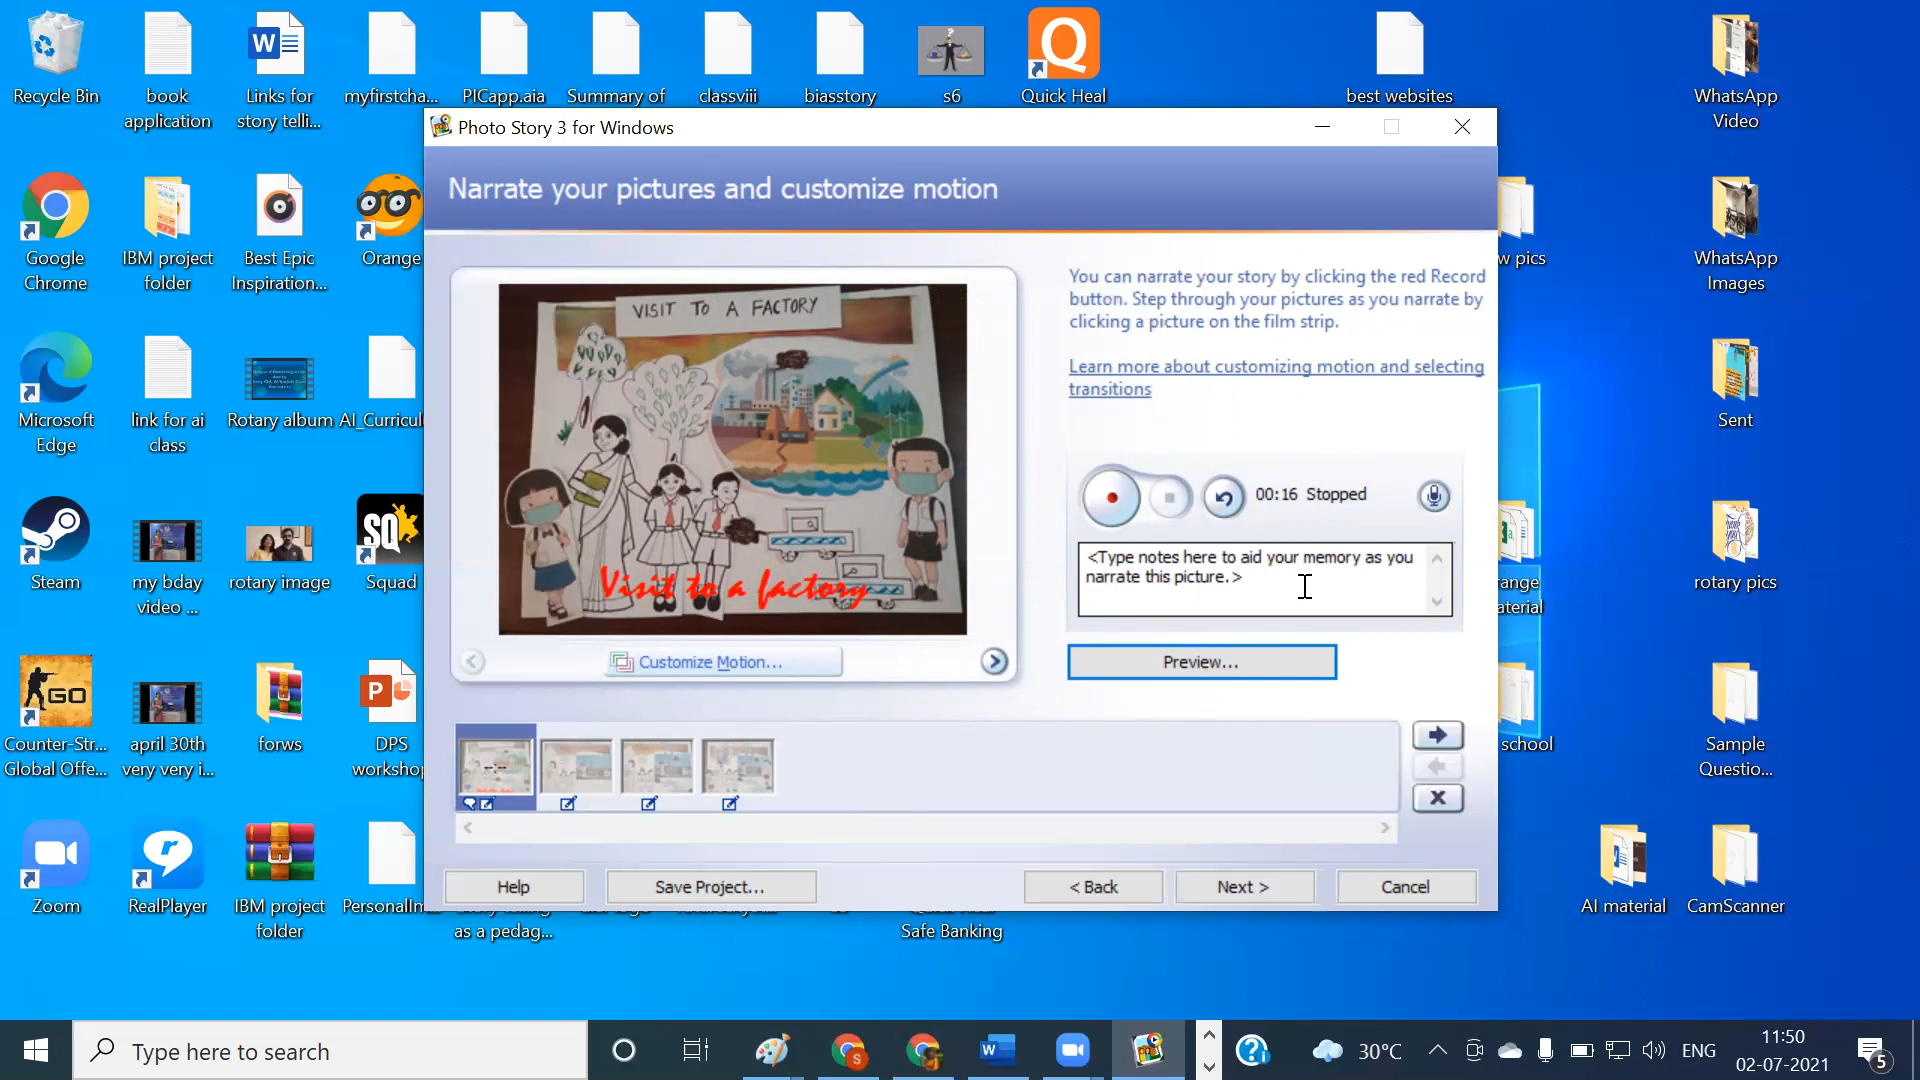 Recycle Bin
book
application
Links for
story telli...
myfirstcha...
PICapp.aia
Summary of
classviii
biasstory
s6
Quick Heal
best websites
WhatsApp
Video
Photo Story 3 for Windows
Narrate your pictures and customize motion
Google
Chrome
IBM project
folder
Best Epic
Inspiration...
Orange
w pics
WhatsApp
Images
You can narrate your story by clicking the red Record
button. Step through your pictures as you narrate by
clicking a picture on the film strip.
Learn more about customizing motion and selecting
transitions
VISIT TO A FACTORY
Visit to a factory
Microsoft
Edge
link for ai
class
Rotary album
AI_Curricul
Sent
00:16 Stopped
<Type notes here to aid your memory as you
narrate this picture.>
Preview...
Customize Motion...
Steam
my bday
video ...
rotary image
SQ
Squad
range
aterial
rotary pics
GO
Counter-Str...
Global Offe...
april 30th
very very i...
forws
DPS
workshop
school
Sample
Questio...
Help
Save Project...
< Back
Next >
Cancel
Zoom
RealPlayer
IBM project
folder
PersonalIm
as a pedag...
Safe Banking
AI material
CamScanner
Type here to search
30°C
ENG
11:50
02-07-2021
5